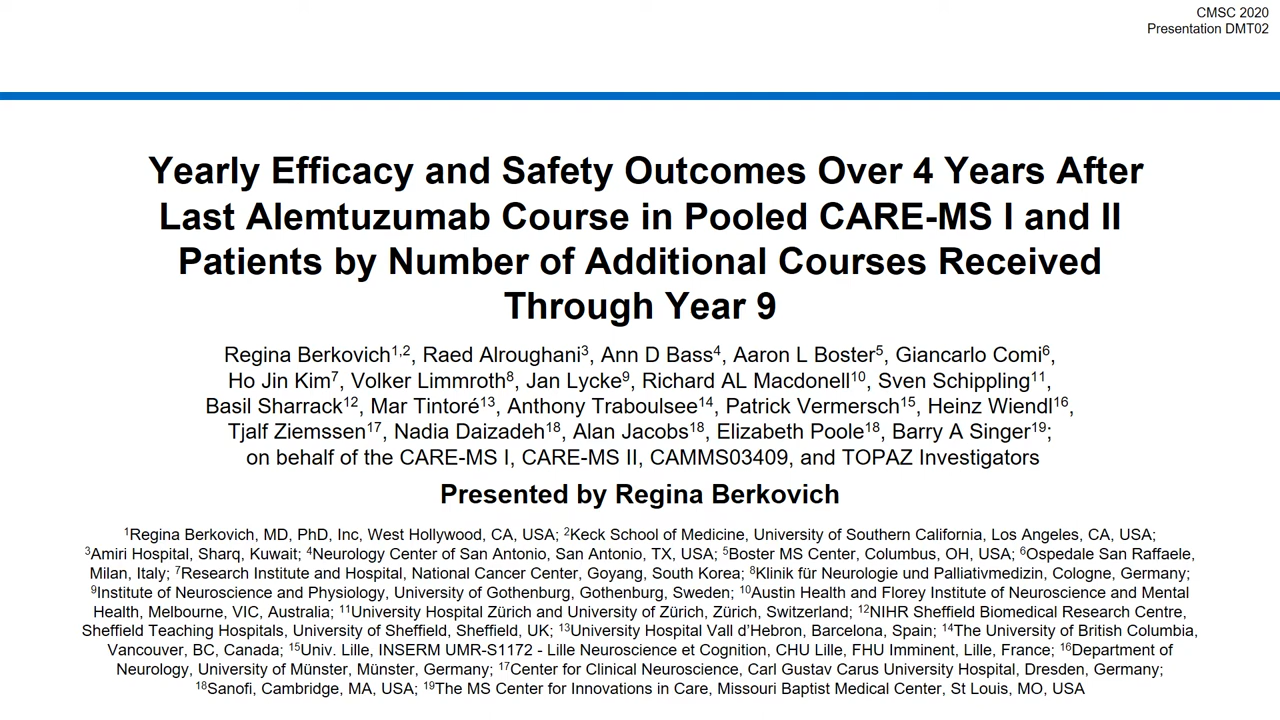 CMSC 2020
Presentation DMT02
Yearly Efficacy and Safety Outcomes Over 4 Years After
Last Alemtuzumab Course in Pooled CARE-MS I and II
Patients by Number of Additional Courses Received
Through Year 9
Regina Berkovich1,2, Raed Alroughani3, Ann D Bass4, Aaron L Boster5, Giancarlo Comi6,
Ho Jin Kim7, Volker Limmroth8, Jan Lycke9, Richard AL Macdonell10, Sven Schippling11,
Basil Sharrack12, Mar Tintoré13, Anthony Traboulsee14, Patrick Vermersch15, Heinz Wiendl16,
Tjalf Ziemssen17, Nadia Daizadeh18, Alan Jacobs18, Elizabeth Poole18, Barry A Singer19;
on behalf of the CARE-MS I, CARE-MS II, CAMMS03409, and TOPAZ Investigators
Presented by Regina Berkovich
1Regina Berkovich, MD, PhD, Inc, West Hollywood, CA, USA; 2Keck School of Medicine, University of Southern California, Los Angeles, CA, USA;
3Amiri Hospital, Sharq, Kuwait; 4Neurology Center of San Antonio, San Antonio, TX, USA; 5Boster MS Center, Columbus, OH, USA; 6Ospedale San Raffaele,
Milan, Italy; 7Research Institute and Hospital, National Cancer Center, Goyang, South Korea; 8Klinik für Neurologie und Palliativmedizin, Cologne, Germany;
9Institute of Neuroscience and Physiology, University of Gothenburg, Gothenburg, Sweden; 10Austin Health and Florey Institute of Neuroscience and Mental
Health, Melbourne, VIC, Australia; 11University Hospital Zürich and University of Zürich, Zürich, Switzerland; 12NIHR Sheffield Biomedical Research Centre,
Sheffield Teaching Hospitals, University of Sheffield, Sheffield, UK; 13University Hospital Vall d'Hebron, Barcelona, Spain; 14The University of British Columbia,
Vancouver, BC, Canada; 15Univ. Lille, INSERM UMR-S1172 - Lille Neuroscience et Cognition, CHU Lille, FHU Imminent, Lille, France; 16Department of
Neurology, University of Münster, Münster, Germany; 17Center for Clinical Neuroscience, Carl Gustav Carus University Hospital, Dresden, Germany;
18Sanofi, Cambridge, MA, USA; 19The MS Center for Innovations in Care, Missouri Baptist Medical Center, St Louis, MO, USA